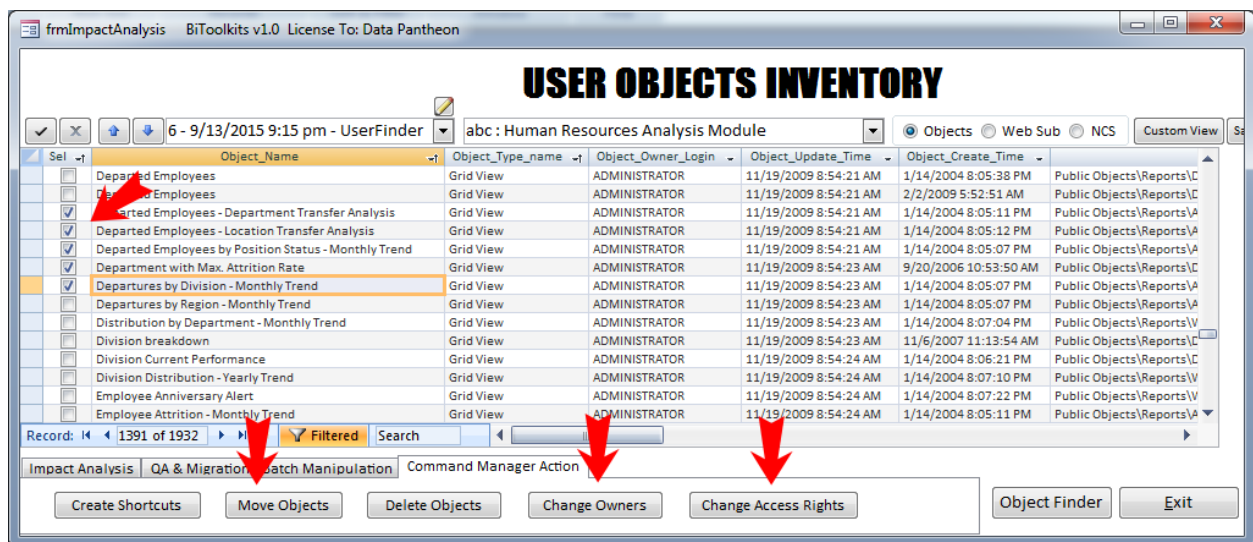 frmImpactAnalysis BiToolkits v1.0 License To: Data Pantheon
USER OBJECTS INVENTORY
6 - 9/13/2015 9:15 pm - UserFinder abc : Human Resources Analysis Module Objects Web Sub NCS Custom View
Sel Object_Name Object_Type_name Object_Owner_Login Object_Update_Time Object_Create_Time
Departed Employees Grid View ADMINISTRATOR 11/19/2009 8:54:21 AM 1/14/2004 8:05:38 PM Public Objects\Reports\D
Employees Grid View ADMINISTRATOR 11/19/2009 8:54:21 AM 2/2/2009 5:52:51 AM Public Objects\Reports\D
Departed Employees - Department Transfer Analysis Grid View ADMINISTRATOR 11/19/2009 8:54:21 AM 1/14/2004 8:05:11 PM Public Objects\Reports\A
Departed Employees - Location Transfer Analysis Grid View ADMINISTRATOR 11/19/2009 8:54:21 AM 1/14/2004 8:05:12 PM Public Objects\Reports\A
Departed Employees by Position Status - Monthly Trend Grid View ADMINISTRATOR 11/19/2009 8:54:21 AM 1/14/2004 8:05:07 PM Public Objects\Reports\A
Department with Max. Attrition Rate Grid View ADMINISTRATOR 11/19/2009 8:54:23 AM 9/20/2006 10:53:50 AM Public Objects\Reports\D
Departures by Division - Monthly Trend Grid View ADMINISTRATOR 11/19/2009 8:54:23 AM 1/14/2004 8:05:07 PM Public Objects\Reports\A
Departures by Region - Monthly Trend Grid View ADMINISTRATOR 11/19/2009 8:54:23 AM 1/14/2004 8:05:07 PM Public Objects\Reports\A
Distribution by Department - Monthly Trend Grid View ADMINISTRATOR 11/19/2009 8:54:23 AM 1/14/2004 8:07:04 PM Public Objects\Reports\W
Division breakdown Grid View ADMINISTRATOR 11/19/2009 8:54:23 AM 11/6/2007 11:13:54 AM Public Objects\Reports\D
Division Current Performance Grid View ADMINISTRATOR 11/19/2009 8:54:24 AM 1/14/2004 8:06:21 PM Public Objects\Reports\D
Division Distribution - Yearly Trend Grid View ADMINISTRATOR 11/19/2009 8:54:24 AM 1/14/2004 8:07:10 PM Public Objects\Reports\W
Employee Anniversary Alert Grid View ADMINISTRATOR 11/19/2009 8:54:24 AM 1/14/2004 8:07:22 PM Public Objects\Reports\W
Employee Attrition - Monthly Trend Grid View ADMINISTRATOR 11/19/2009 8:54:24 AM 1/14/2004 8:05:11 PM Public Objects\Reports\A
Record: 1391 of 1932 Filtered Search
Impact Analysis QA & Migration Batch Manipulation Command Manager Action
Create Shortcuts Move Objects Delete Objects Change Owners Change Access Rights Object Finder Exit